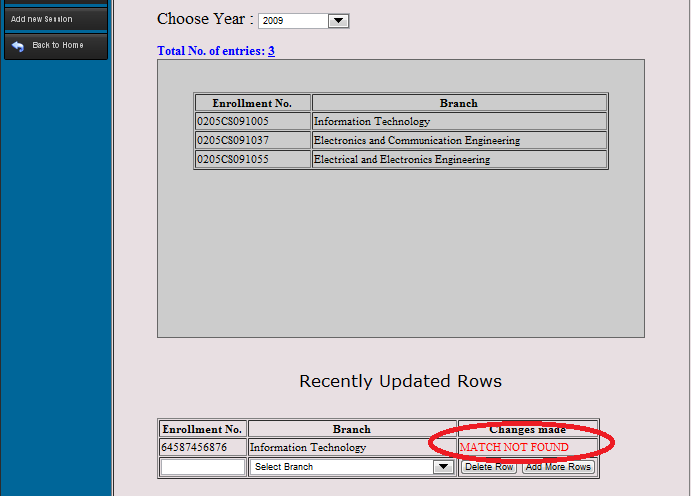 Add new Session
Back to Home
Choose Year : 2009
Total No. of entries: 3
Enrollment No. Branch
0205CS091005 Information Technology
0205CS091037 Electronics and Communication Engineering
0205CS091055 Electrical and Electronics Engineering
Recently Updated Rows
Enrollment No. Branch Changes made
64587456876 Information Technology MATCH NOT FOUND
Select Branch Delete Row Add More Rows